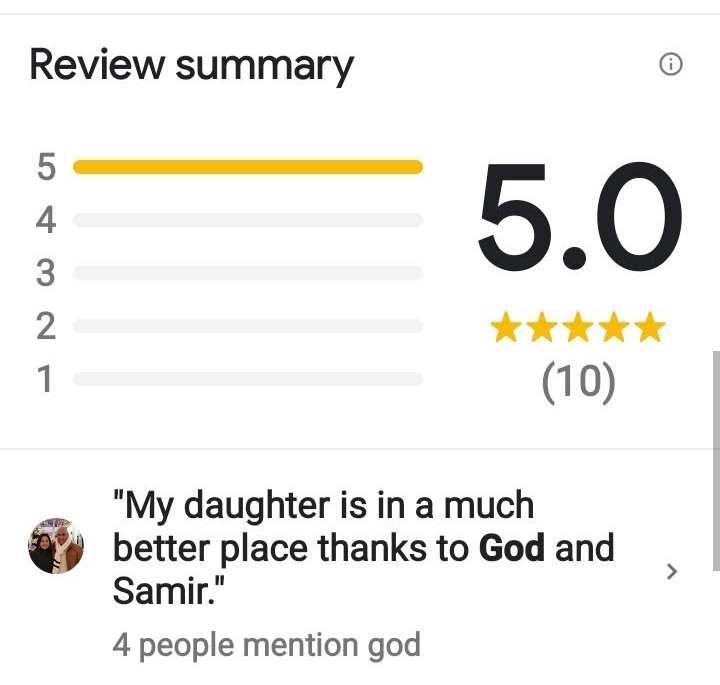 Review summary
5
4
3
2
1
5.0
(10)
"My daughter is in a much
better place thanks to God and
Samir."
4 people mention god